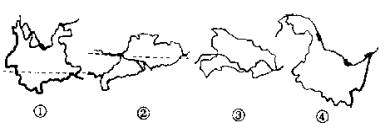 ① ② ③ ④